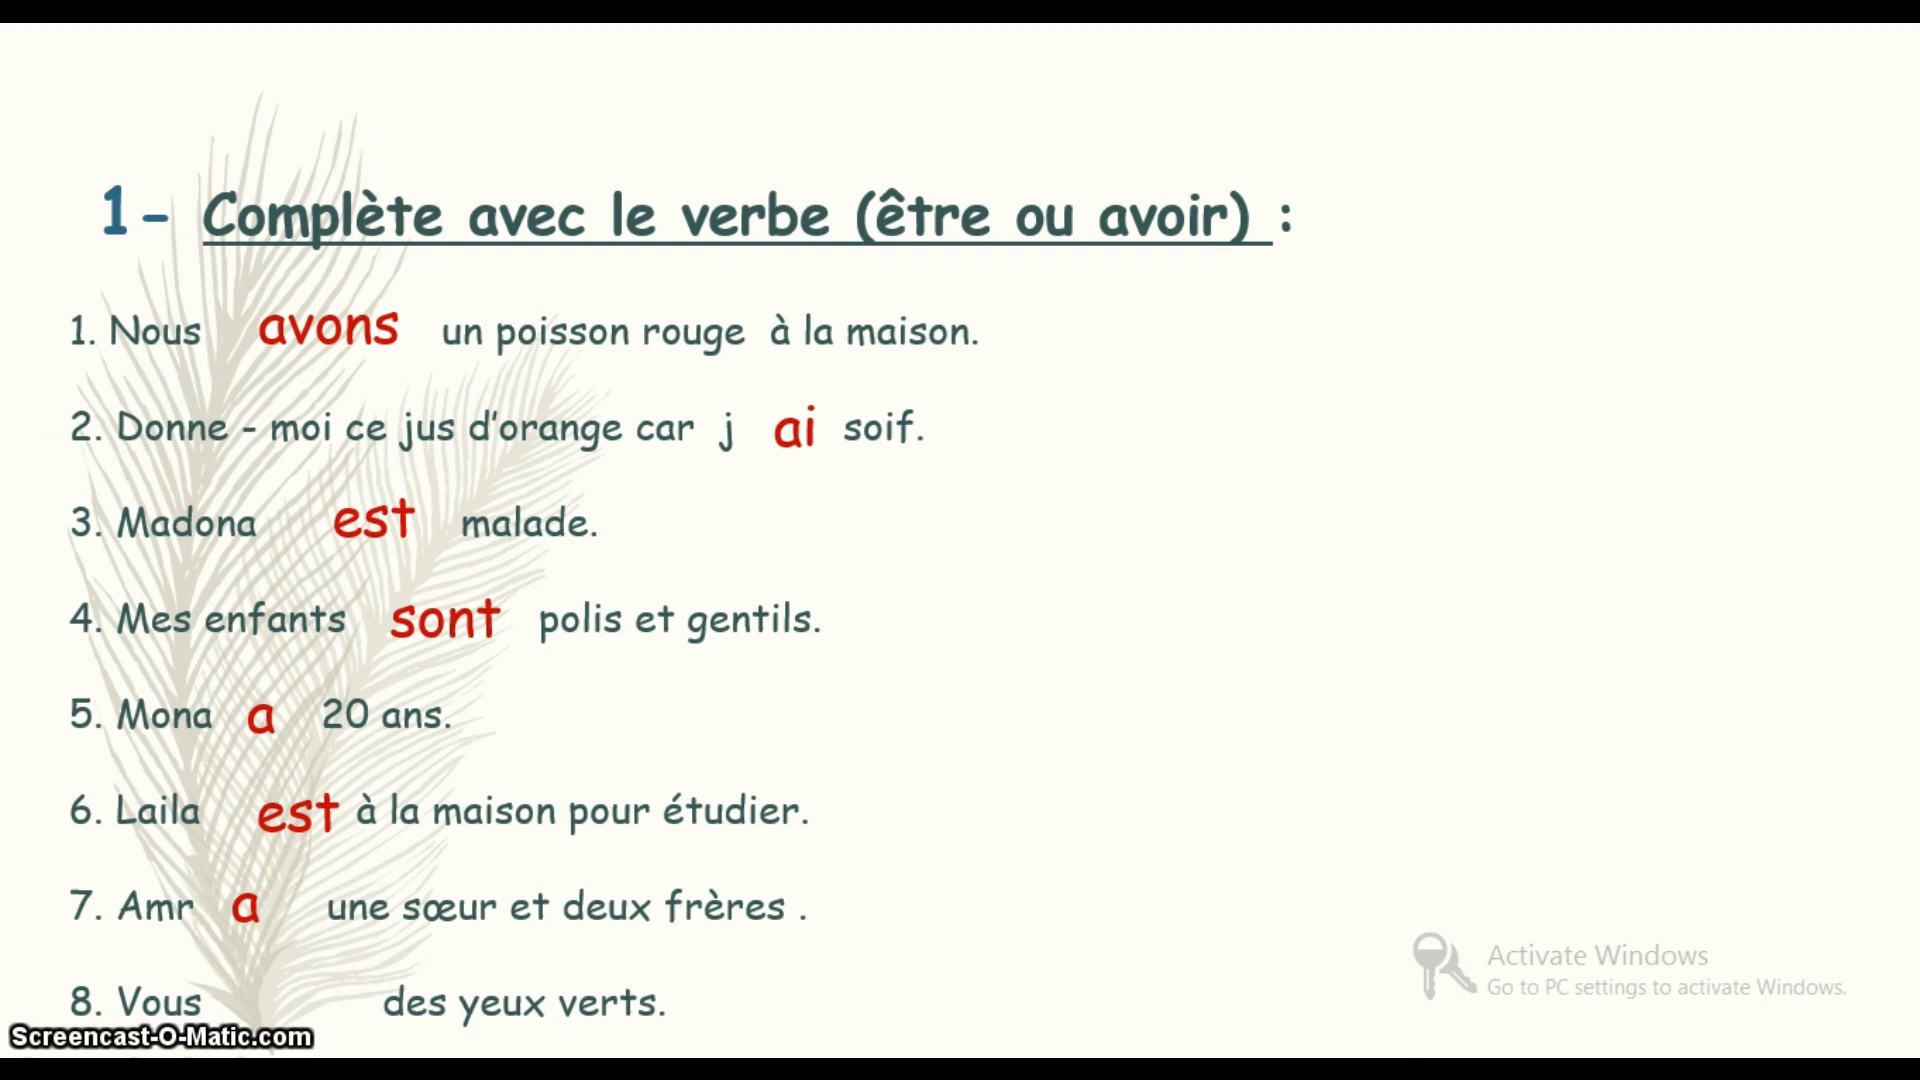 1- Complète avec le verbe (être ou avoir) :
1. Nous avons un poisson rouge à la maison.
2. Donne - moi ce jus d'orange car j ai soif.
3. Madona est malade.
4. Mes enfants sont polis et gentils.
5. Mona a 20 ans.
6. Laila est à la maison pour étudier.
7. Amr a une sœur et deux frères .
8. Vous des yeux verts.
Activate Windows
Go to PC settings to activate Windows.
Screencast-O-Matic.com